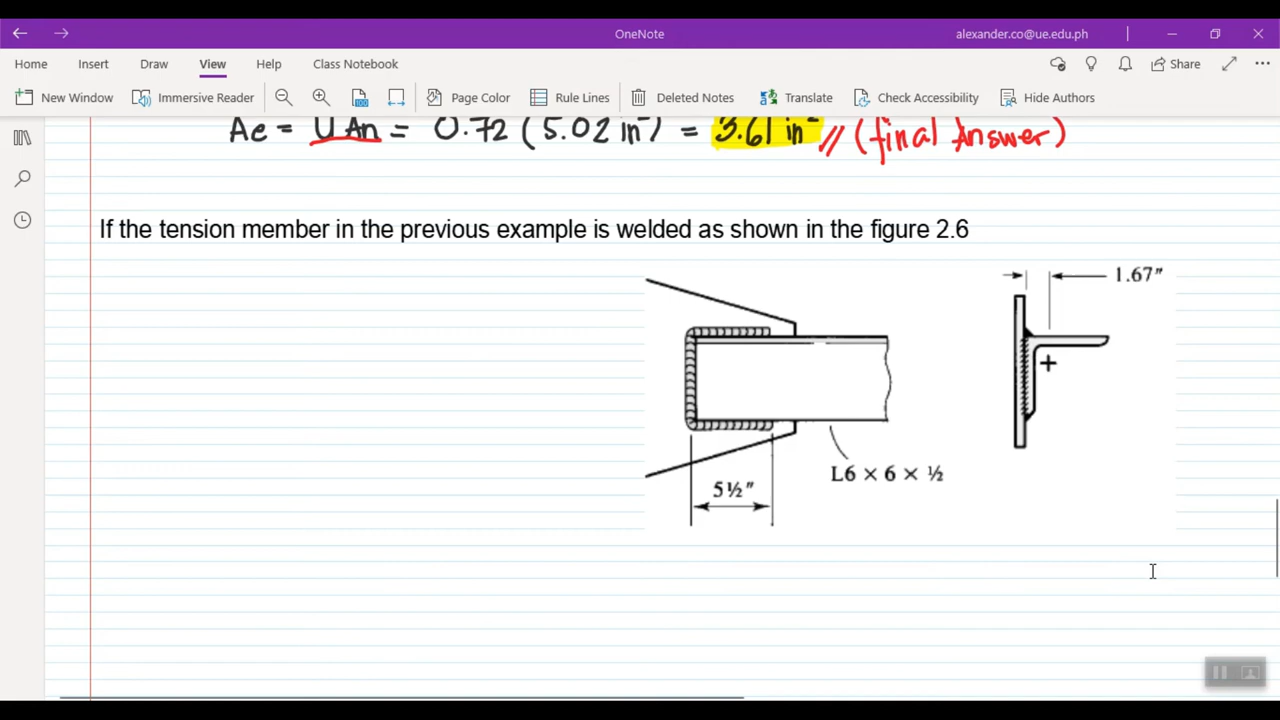 OneNote
alexander.co@ue.edu.ph
Home Insert Draw View Help Class Notebook Share
New Window Immersive Reader 100 Page Color Rule Lines Deleted Notes Translate Check Accessibility Hide Authors
Ae = U An = 0.72 (5.02 in²) = 3.61 in² // (final Answer)
If the tension member in the previous example is welded as shown in the figure 2.6
1.67"
L6 × 6 × ½
5½"